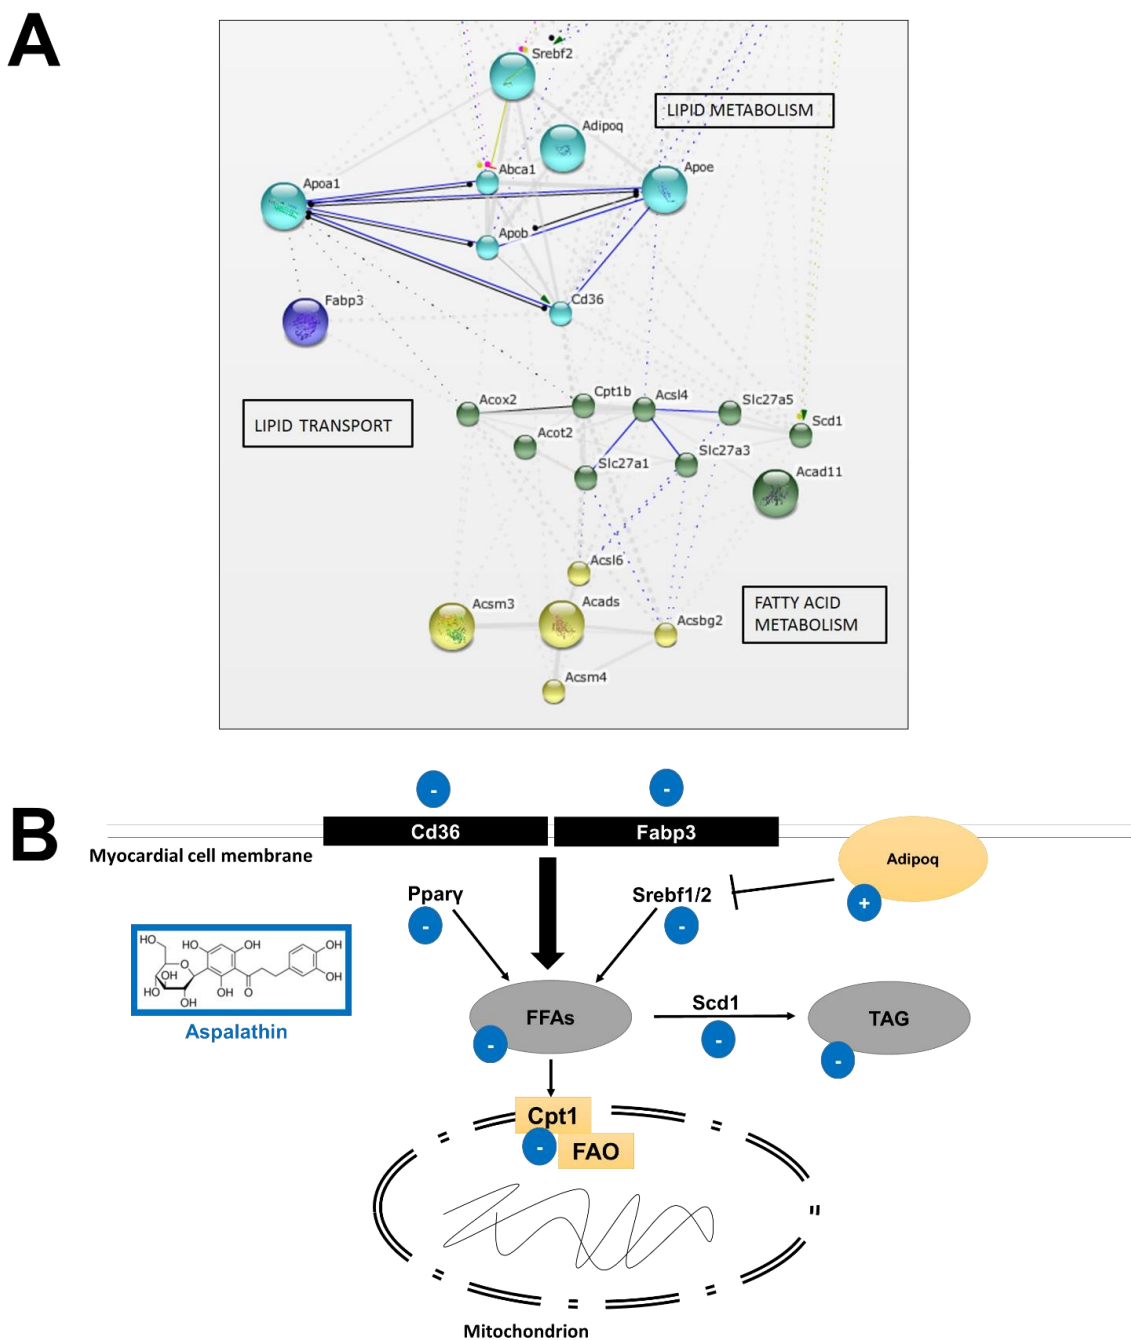 A
Srebf2
LIPID METABOLISM
Adipoq
Abca1
Apoe
Apoa1
Apob
Cd36
Fabp3
Cpt1b
Acsl4
Slc27a5
Acox2
Scd1
LIPID TRANSPORT
Acot2
Slc27a3
Slc27a1
Acad11
Acsl6
FATTY ACID
METABOLISM
Acsm3
Acads
Acsbg2
Acsm4
B
-
-
Cd36
Fabp3
Myocardial cell membrane
Adipoq
+
Pparγ
Srebf1/2
-
-
HO
HO
OH
OH
O
OH
OH
HO
OH
OH
O
Aspalathin
FFAs
Scd1
TAG
-
-
-
Cpt1
-
FAO
Mitochondrion